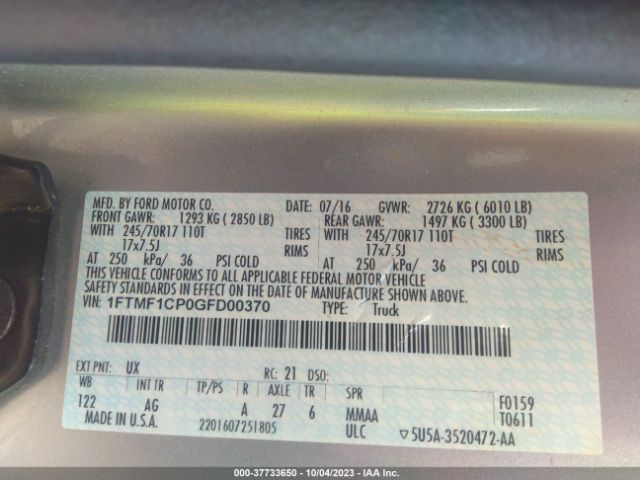 MFD. BY FORD MOTOR CO. DATE: 07/16 GVWR: 2726 KG ( 6010 LB)
FRONT GAWR: 1293 KG ( 2850 LB) REAR GAWR: 1497 KG ( 3300 LB)
WITH 245/70R17 110T TIRES WITH 245/70R17 110T TIRES
17x7.5J RIMS 17x7.5J RIMS
AT 250 kPa/ 36 PSI COLD AT 250 kPa/ 36 PSI COLD
THIS VEHICLE CONFORMS TO ALL APPLICABLE FEDERAL MOTOR VEHICLE
SAFETY STANDARDS IN EFFECT ON THE DATE OF MANUFACTURE SHOWN ABOVE.
VIN: 1FTMF1CP0GFD00370 TYPE: Truck
EXT PNT: UX RC: 21 DSO:
WB INT TR TP/PS R AXLE TR SPR
122 AG A 27 6 MMAA F0159
MADE IN U.S.A. 2201607251805 ULC T0611
▽5U5A-3520472-AA
000-37733650 - 10/04/2023 - IAA Inc.